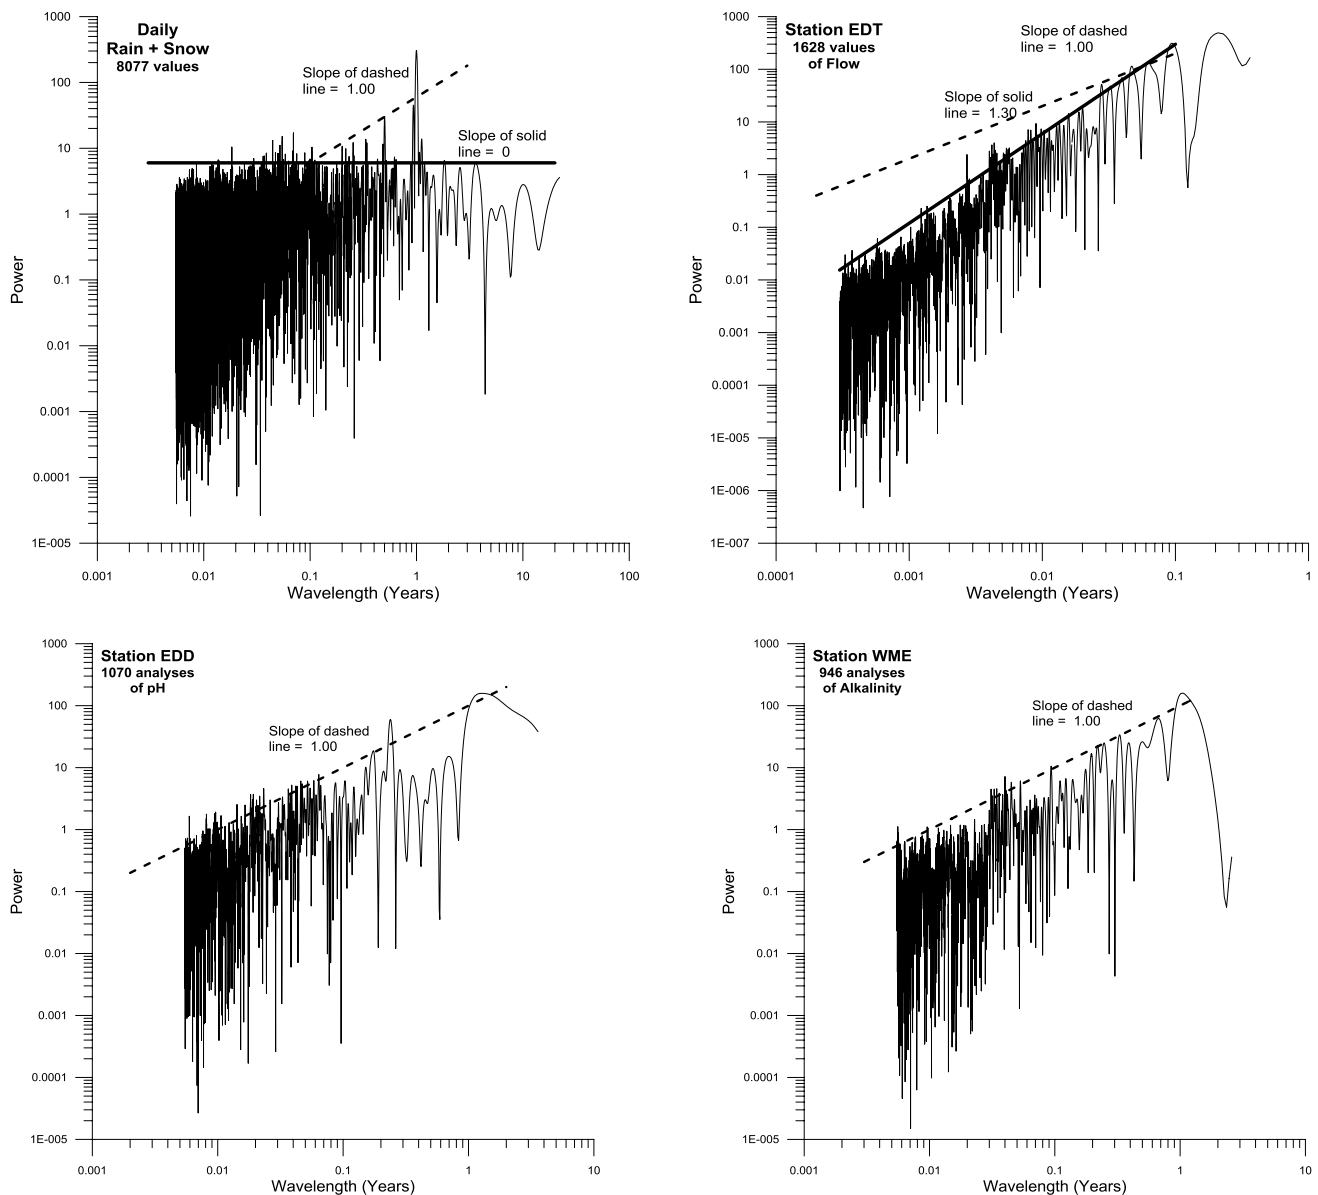 Daily
Rain + Snow
8077 values
Slope of dashed
line =  1.00
Slope of solid
line =  0
1000
100
10
1
0.1
0.01
0.001
0.0001
1E-005
Power
0.001
0.01
0.1
1
10
100
Wavelength (Years)
Station EDT
1628 values
of Flow
Slope of dashed
line =  1.00
Slope of solid
line =  1.30
1000
100
10
1
0.1
0.01
0.001
0.0001
1E-005
1E-006
1E-007
Power
0.0001
0.001
0.01
0.1
1
Wavelength (Years)
Station EDD
1070 analyses
of pH
Slope of dashed
line =  1.00
1000
100
10
1
0.1
0.01
0.001
0.0001
1E-005
Power
0.001
0.01
0.1
1
10
Wavelength (Years)
Station WME
946 analyses
of Alkalinity
Slope of dashed
line =  1.00
1000
100
10
1
0.1
0.01
0.001
0.0001
1E-005
Power
0.001
0.01
0.1
1
10
Wavelength (Years)